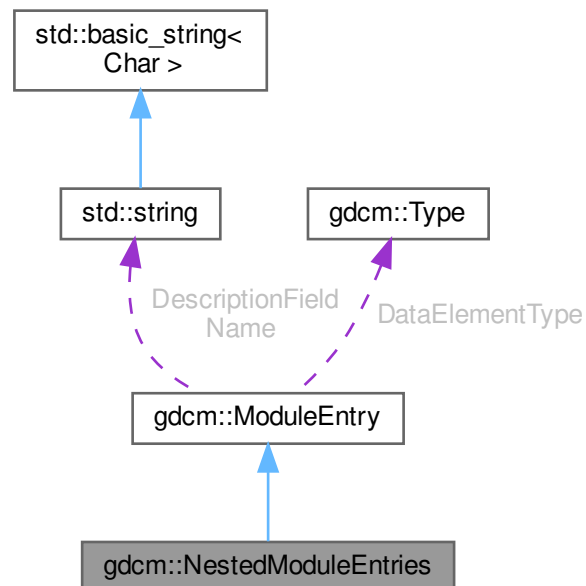 std::basic_string<
Char >
std::string
gdcm::Type
DescriptionField
Name
DataElementType
gdcm::ModuleEntry
gdcm::NestedModuleEntries